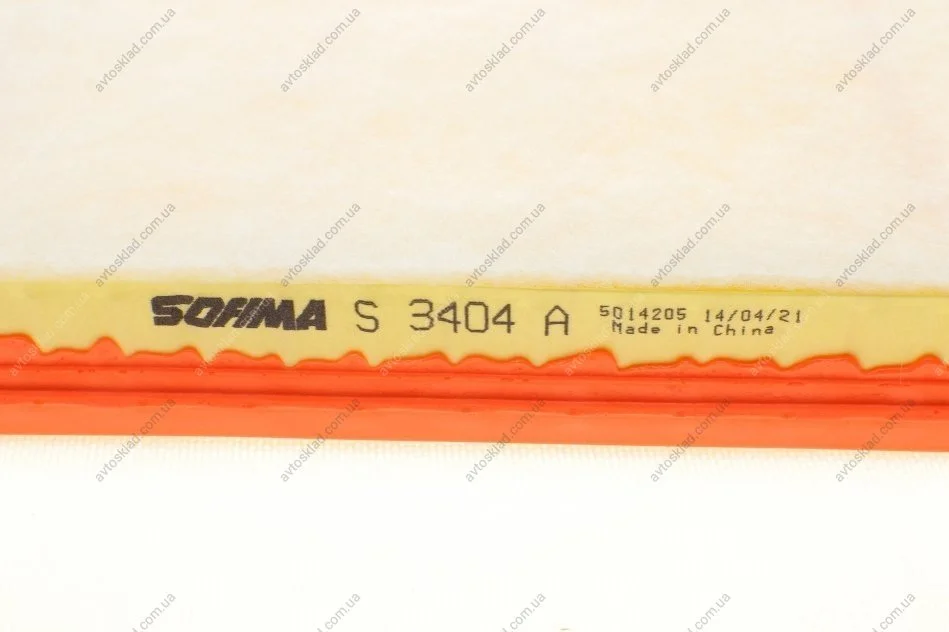 SOFIMA S 3404 A 5014205 14/04/21
Made in China
avtosklad.com.ua